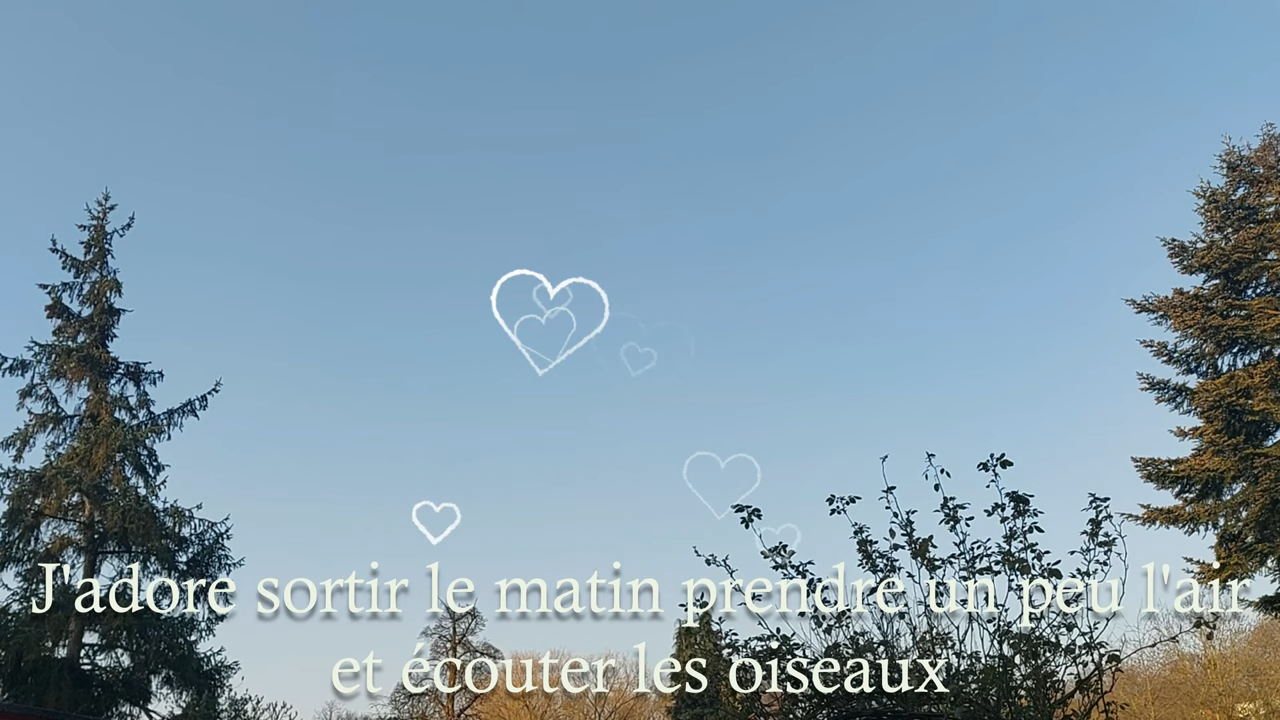 J'adore sortir le matin prendre un peu l'air
et écouter les oiseaux